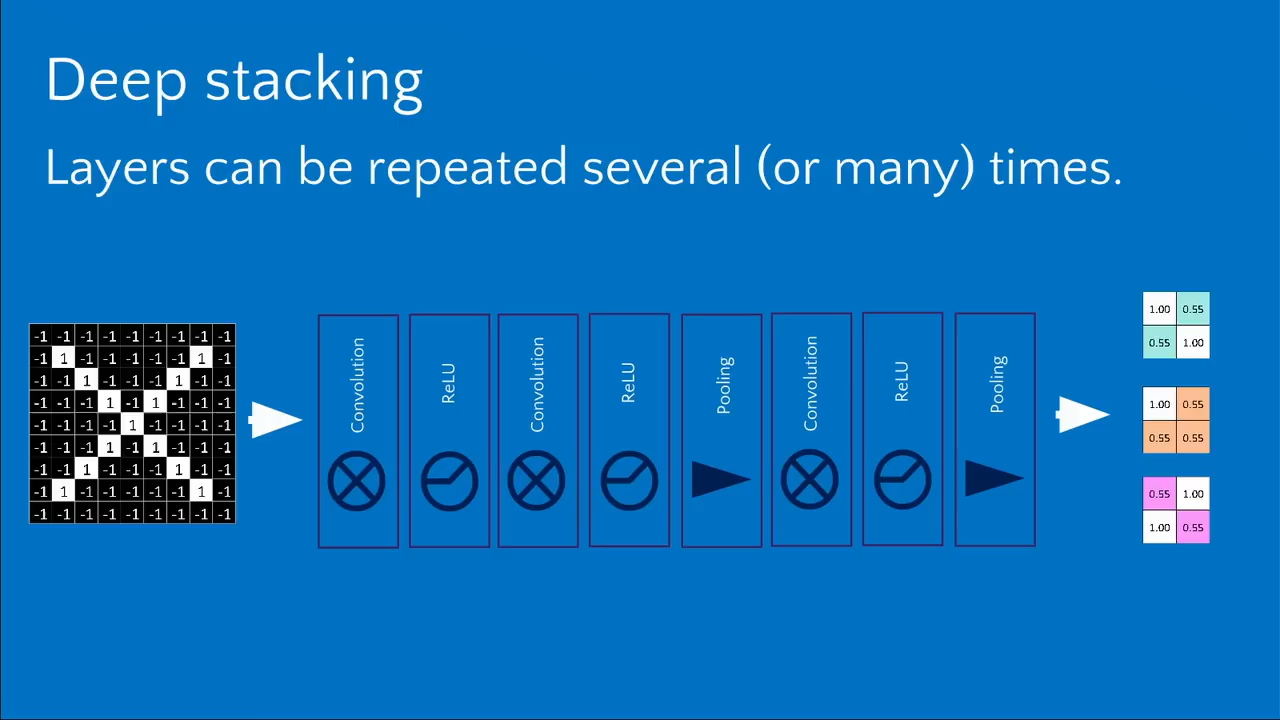 Deep stacking
Layers can be repeated several (or many) times.
-1 -1 -1 -1 -1 -1 -1 -1 -1
-1 1 -1 -1 -1 -1 -1 1 -1
-1 -1 1 -1 -1 -1 1 -1 -1
-1 -1 -1 1 -1 1 -1 -1 -1
-1 -1 -1 -1 1 -1 -1 -1 -1
-1 -1 -1 1 -1 1 -1 -1 -1
-1 -1 1 -1 -1 -1 1 -1 -1
-1 1 -1 -1 -1 -1 -1 1 -1
-1 -1 -1 -1 -1 -1 -1 -1 -1
Convolution
ReLU
Convolution
ReLU
Pooling
Convolution
ReLU
Pooling
1.00 0.55
0.55 1.00
1.00 0.55
0.55 0.55
0.55 1.00
1.00 0.55